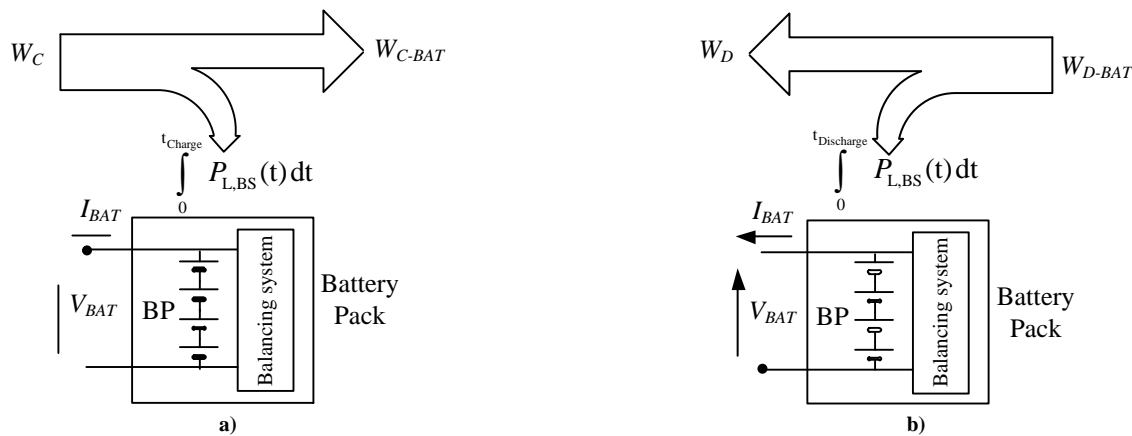 W_C
W_C-BAT
t_Charge
∫ P_L,BS(t) dt
0
I_BAT
V_BAT
BP
Balancing system
Battery
Pack
a)
W_D
W_D-BAT
t_Discharge
∫ P_L,BS(t) dt
0
I_BAT
V_BAT
BP
Balancing system
Battery
Pack
b)